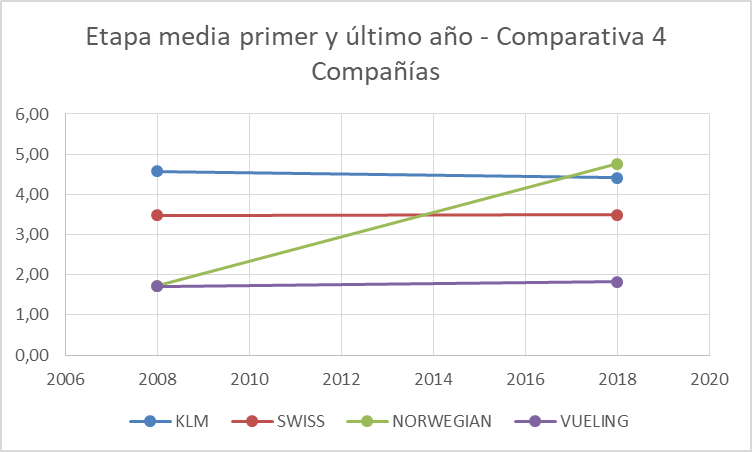 Etapa media primer y último año - Comparativa 4
Compañías
6,00
5,00
4,00
3,00
2,00
1,00
0,00
2006 2008 2010 2012 2014 2016 2018 2020
KLM SWISS NORWEGIAN VUELING